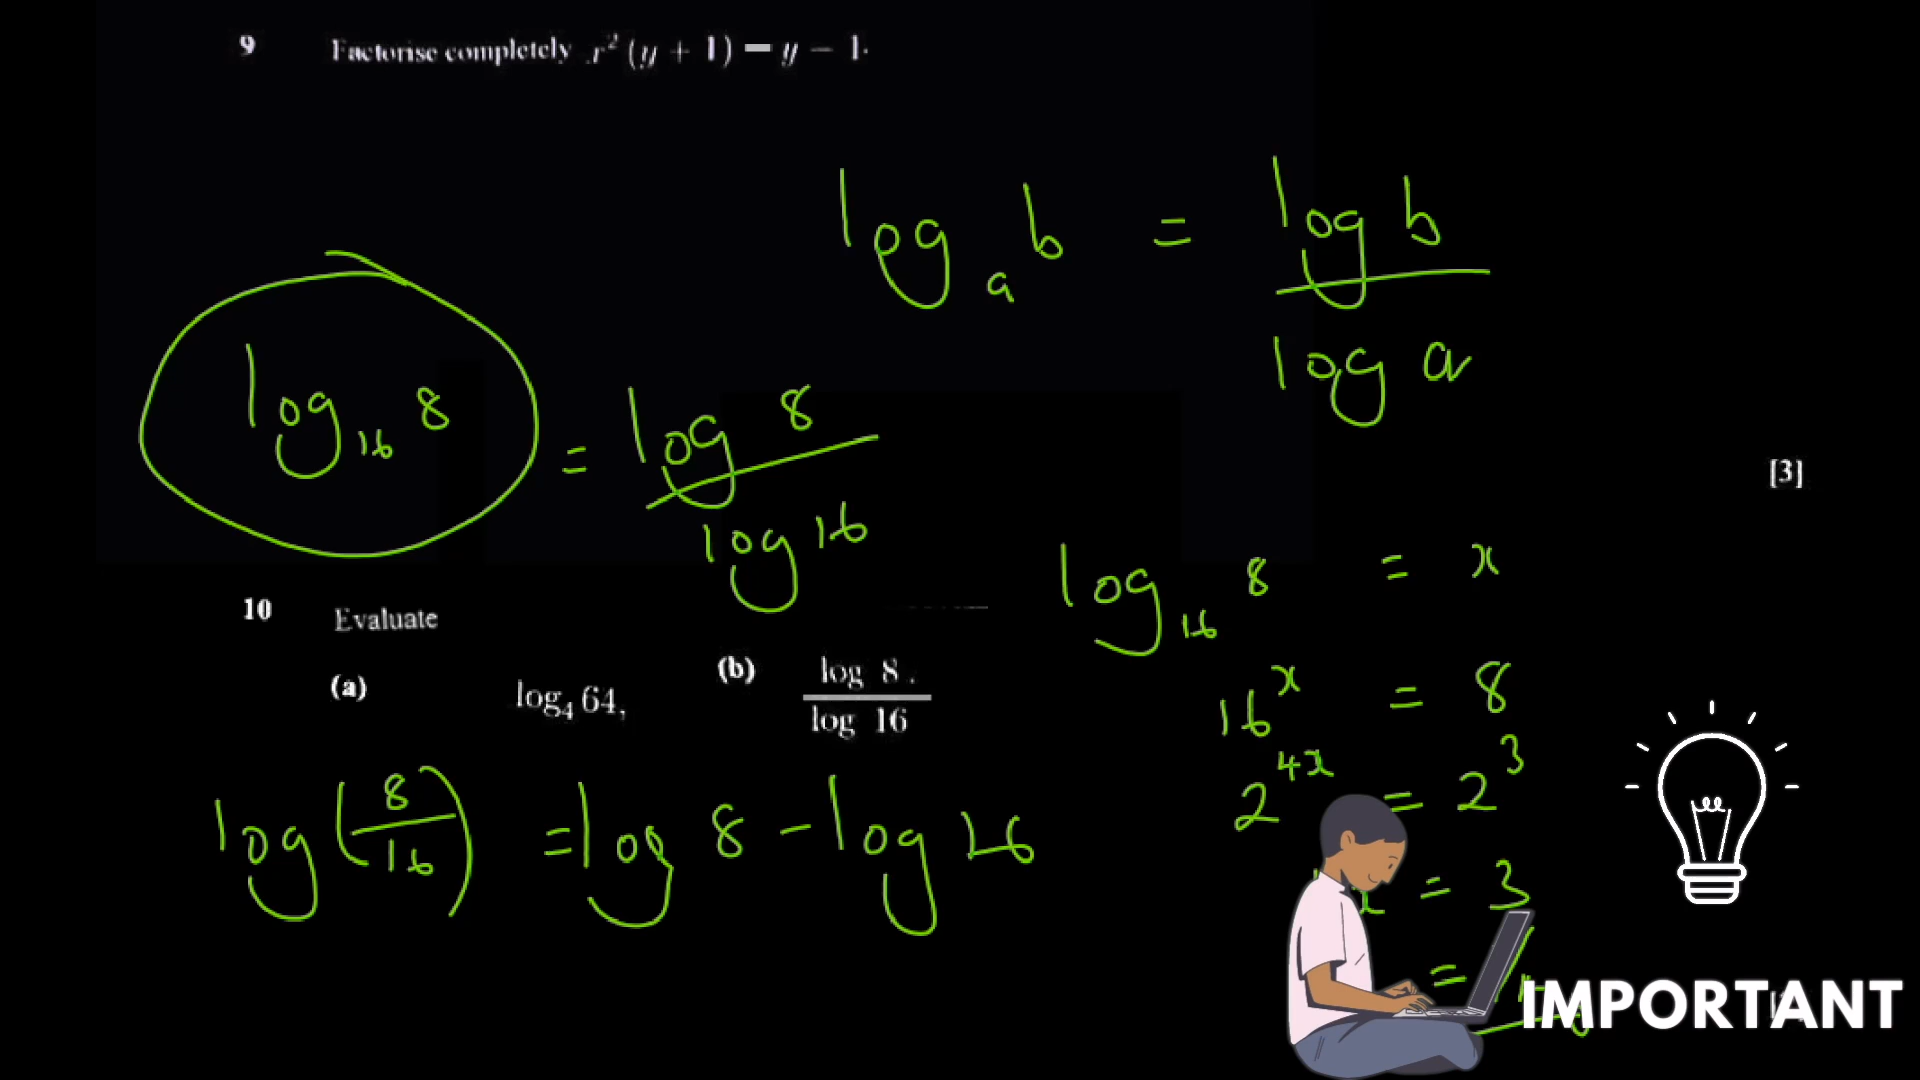 9 Factorise completely x² (y + 1) − y − 1.
log_a b = log b / log a
log_16 8 = log 8 / log 16
[3]
log_16 8 = x
10 Evaluate
(a) log₄ 64, (b) log 8 . / log 16
16^x = 8
2^4x = 2^3
log (8/16) = log 8 − log 16
= 3
=
IMPORTANT